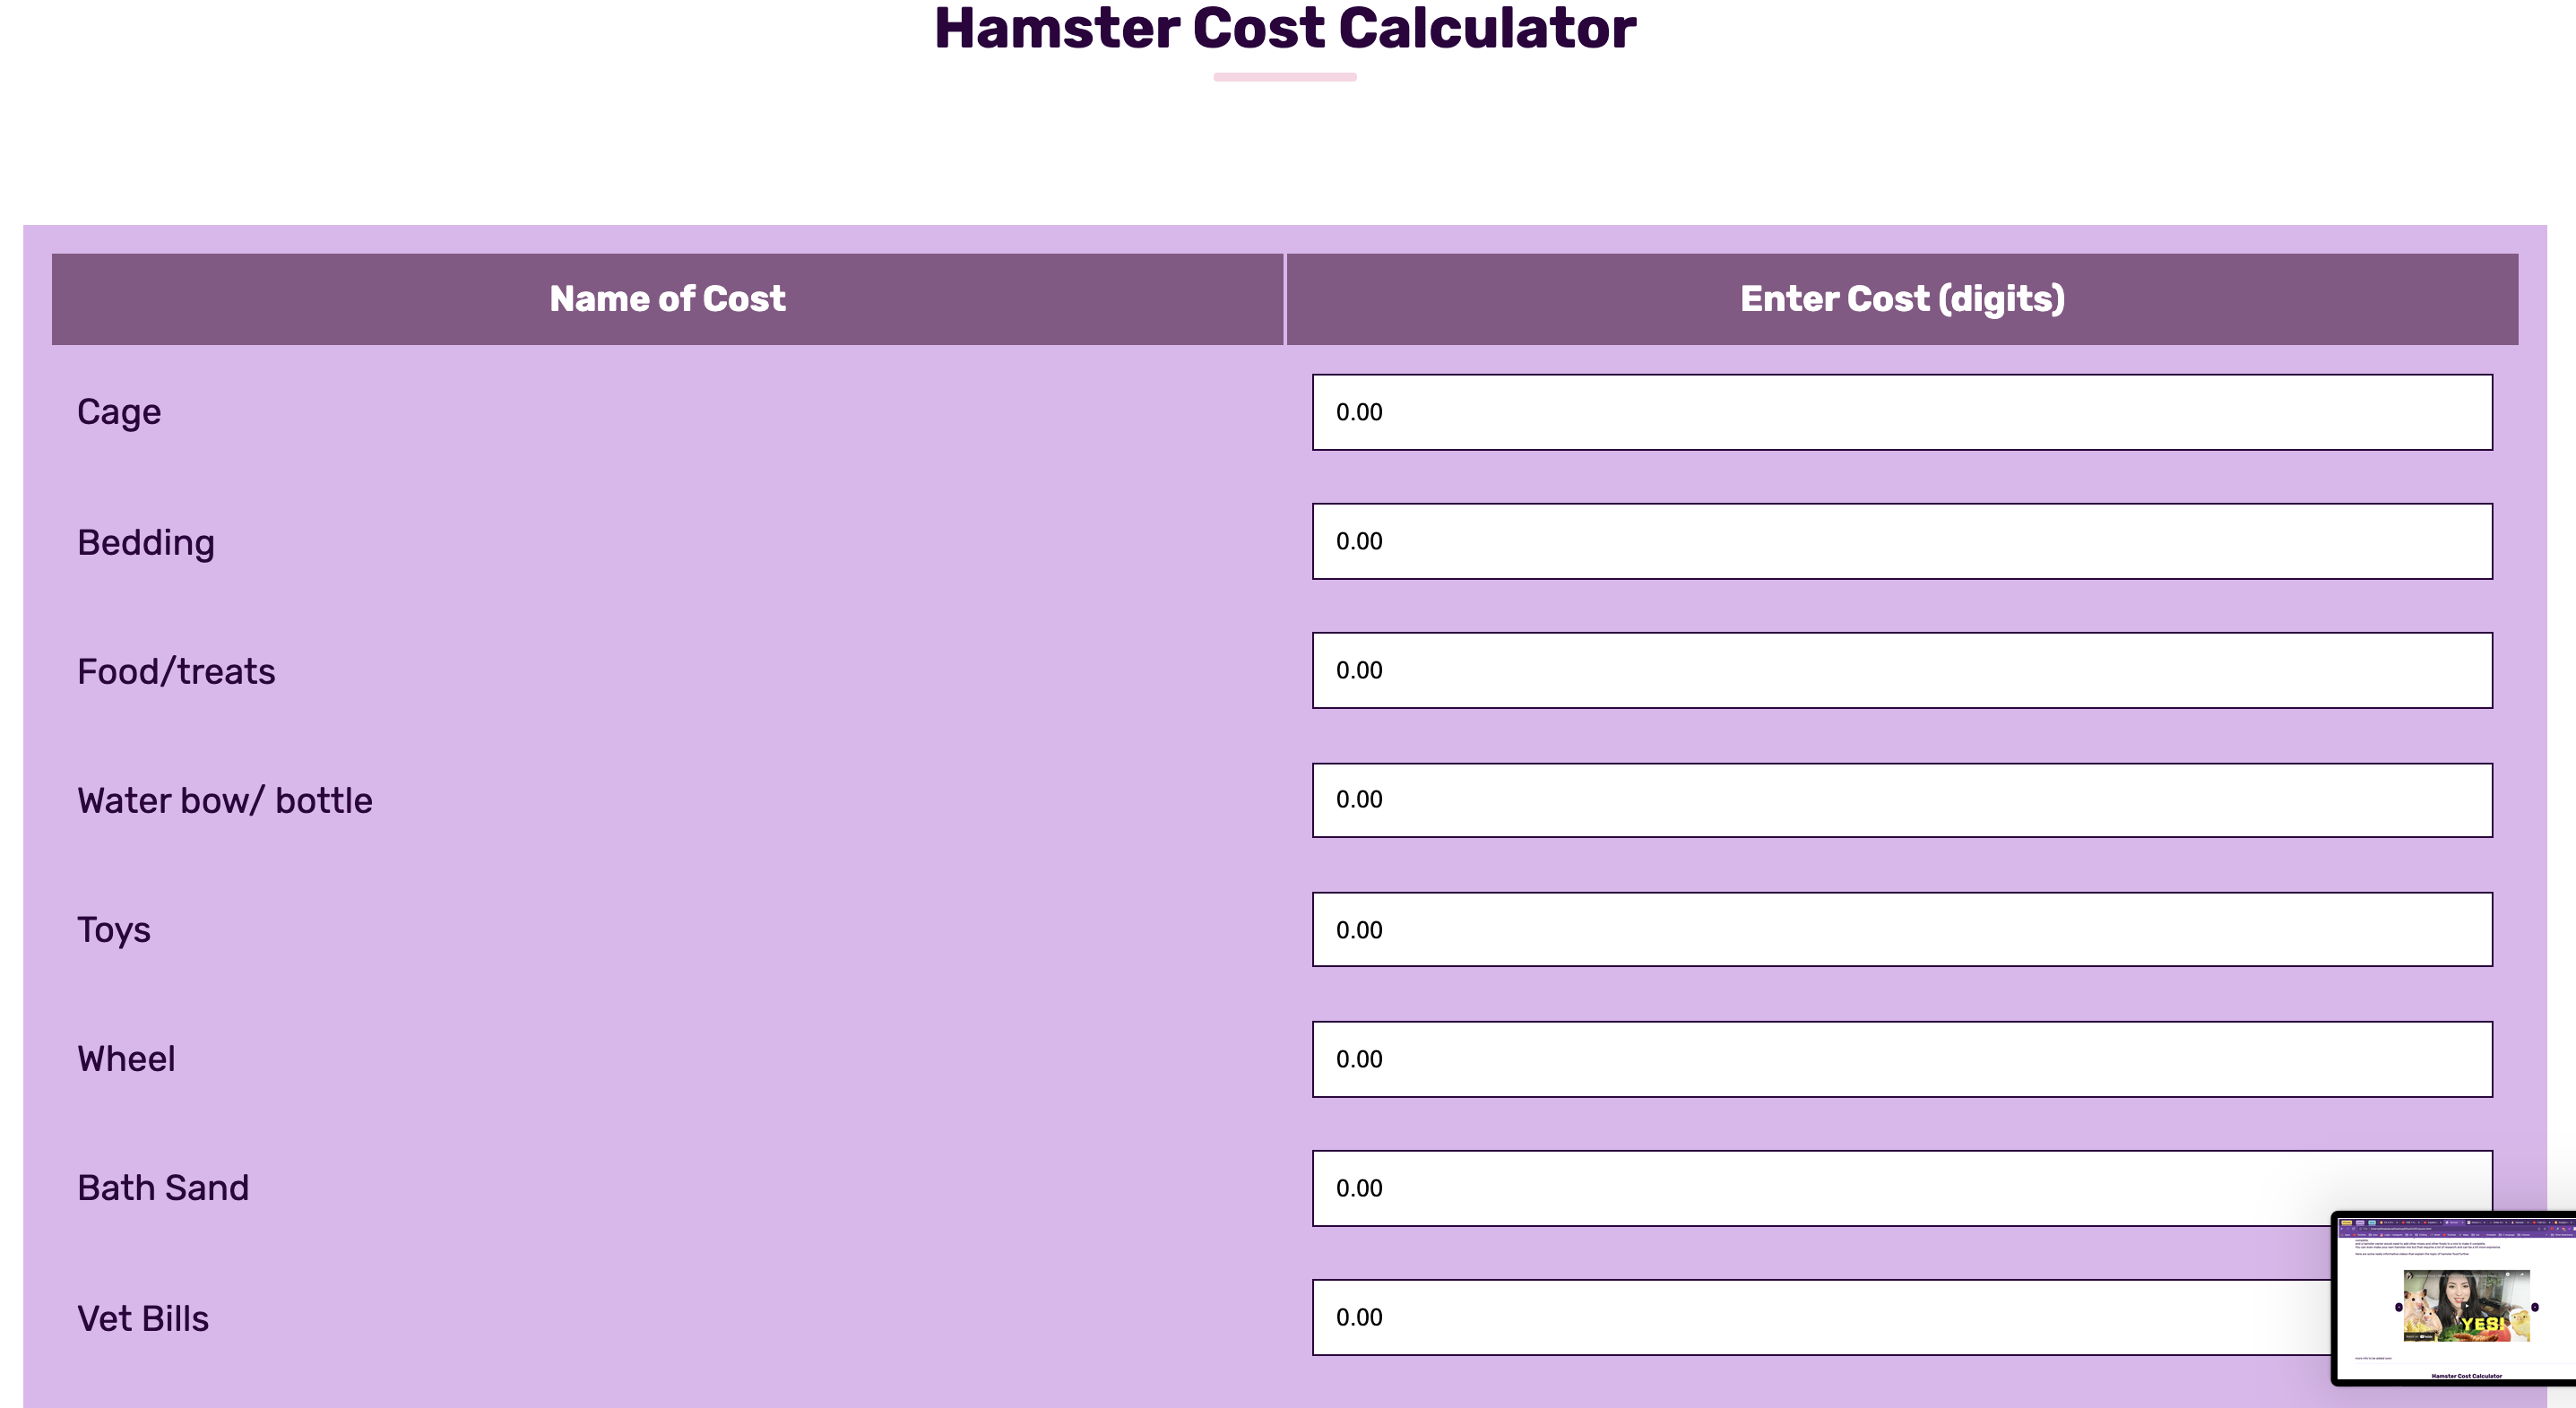 Hamster Cost Calculator
Name of Cost
Enter Cost (digits)
Cage
0.00
Bedding
0.00
Food/treats
0.00
Water bow/ bottle
0.00
Toys
0.00
Wheel
0.00
Bath Sand
0.00
Vet Bills
0.00
YES!
Hamster Cost Calculator